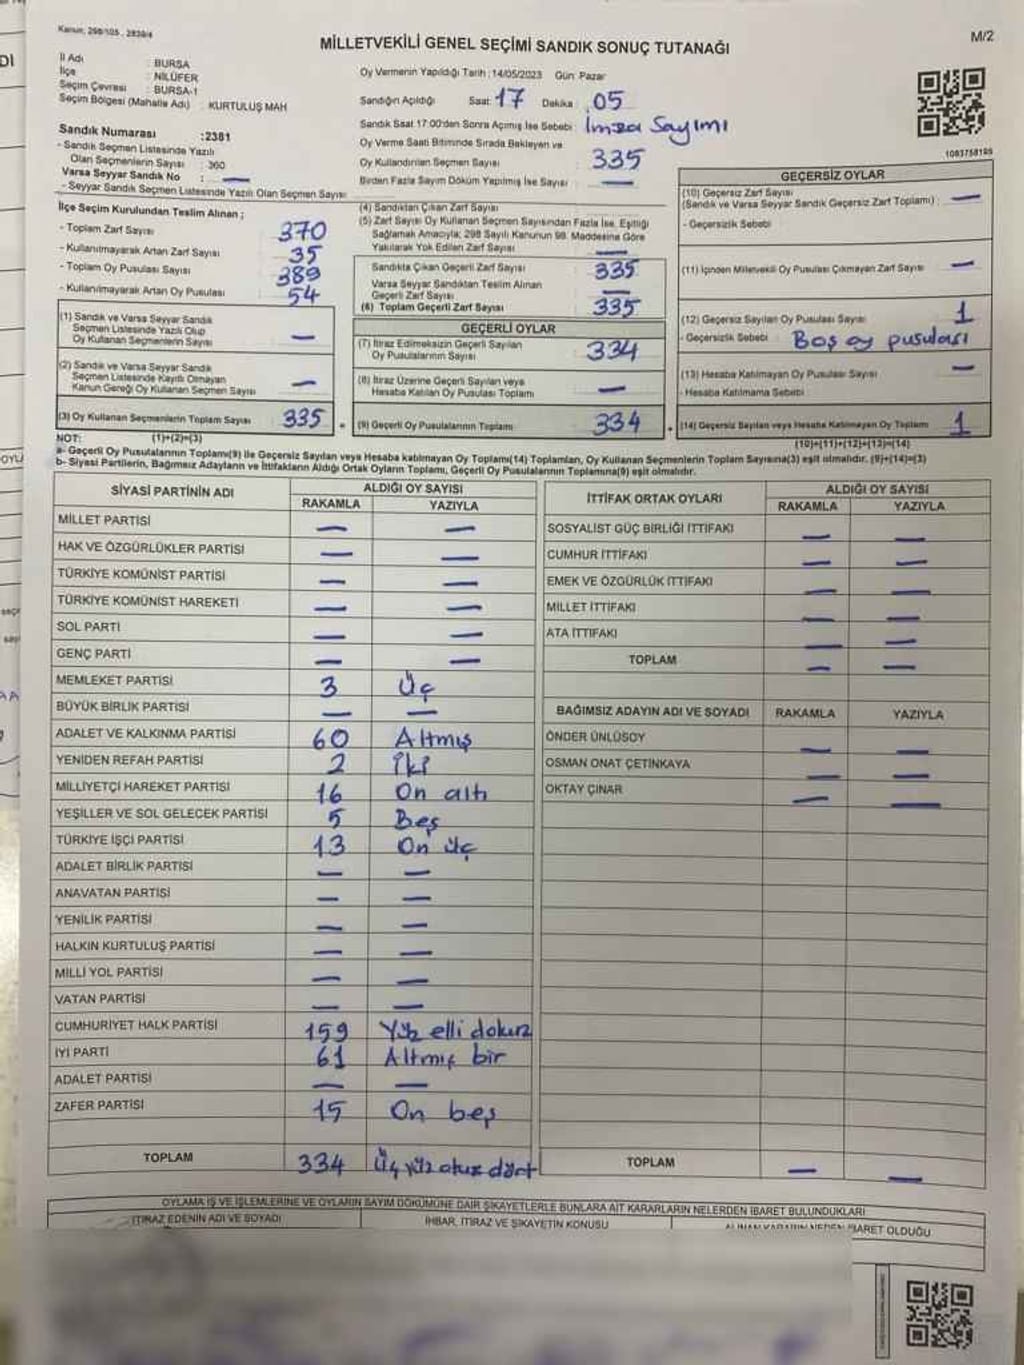 Kanun, 298/105, 2839/4
M/2
MİLLETVEKİLİ GENEL SEÇİMİ SANDIK SONUÇ TUTANAĞI
İl Adı : BURSA
İlçe : NİLÜFER
Seçim Çevresi : BURSA-1
Seçim Bölgesi (Mahalle Adı) : KURTULUŞ MAH
Sandık Numarası :2381
- Sandık Seçmen Listesinde Yazılı
Olan Seçmenlerin Sayısı : 360
Varsa Seyyar Sandık No : —
- Seyyar Sandık Seçmen Listesinde Yazılı Olan Seçmen Sayısı
Oy Vermenin Yapıldığı Tarih :14/05/2023 Gün: Pazar
Sandığın Açıldığı Saat: 17 Dakika : 05
Sandık Saat 17:00'den Sonra Açılmış İse Sebebi : İmza Sayımı
Oy Verme Saati Bitiminde Sırada Bekleyen ve
Oy Kullandırılan Seçmen Sayısı 335
Birden Fazla Sayım Döküm Yapılmış İse Sayısı : —
1083758195
İlçe Seçim Kurulundan Teslim Alınan ;
- Toplam Zarf Sayısı 370
- Kullanılmayarak Artan Zarf Sayısı 35
- Toplam Oy Pusulası Sayısı 389
- Kullanılmayarak Artan Oy Pusulası 54
(1) Sandık ve Varsa Seyyar Sandık
Seçmen Listesinde Yazılı Olup
Oy Kullanan Seçmenlerin Sayısı —
(2) Sandık ve Varsa Seyyar Sandık
Seçmen Listesinde Kayıtlı Olmayan
Kanun Gereği Oy Kullanan Seçmen Sayısı —
(3) Oy Kullanan Seçmenlerin Toplam Sayısı 335
(1)+(2)=(3)
(4) Sandıktan Çıkan Zarf Sayısı
(5) Zarf Sayısı Oy Kullanan Seçmen Sayısından Fazla İse, Eşitliği
Sağlamak Amacıyla; 298 Sayılı Kanunun 98. Maddesine Göre
Yakılarak Yok Edilen Zarf Sayısı —
Sandıkta Çıkan Geçerli Zarf Sayısı 335
Varsa Seyyar Sandıktan Teslim Alınan
Geçerli Zarf Sayısı —
(6) Toplam Geçerli Zarf Sayısı 335
GEÇERLİ OYLAR
(7) İtiraz Edilmeksizin Geçerli Sayılan
Oy Pusulalarının Sayısı 334
(8) İtiraz Üzerine Geçerli Sayılan veya
Hesaba Katılan Oy Pusulaları Toplamı —
= (9) Geçerli Oy Pusulalarının Toplamı 334
GEÇERSİZ OYLAR
(10) Geçersiz Zarf Sayısı
(Sandık ve Varsa Seyyar Sandık Geçersiz Zarf Toplamı) : —
- Geçersizlik Sebebi
(11) İçinden Milletvekili Oy Pusulası Çıkmayan Zarf Sayısı —
(12) Geçersiz Sayılan Oy Pusulası Sayısı 1
- Geçersizlik Sebebi : Boş oy pusulası
(13) Hesaba Katılmayan Oy Pusulası Sayısı —
- Hesaba Katılmama Sebebi
+ (14) Geçersiz Sayılan veya Hesaba Katılmayan Oy Toplamı 1
(10)+(11)+(12)+(13)=(14)
NOT:
a- Geçerli Oy Pusulalarının Toplamı(9) ile Geçersiz Sayılan veya Hesaba katılmayan Oy Toplamı(14) Toplamları, Oy Kullanan Seçmenlerin Toplam Sayısına(3) eşit olmalıdır. (9)+(14)=(3)
b- Siyasi Partilerin, Bağımsız Adayların ve İttifakların Aldığı Ortak Oyların Toplamı, Geçerli Oy Pusulalarının Toplamına(9) eşit olmalıdır.
SİYASİ PARTİNİN ADI ALDIĞI OY SAYISI
RAKAMLA YAZIYLA
MİLLET PARTİSİ — —
HAK VE ÖZGÜRLÜKLER PARTİSİ — —
TÜRKİYE KOMÜNİST PARTİSİ — —
TÜRKİYE KOMÜNİST HAREKETİ — —
SOL PARTİ — —
GENÇ PARTİ — —
MEMLEKET PARTİSİ 3 Üç
BÜYÜK BİRLİK PARTİSİ — —
ADALET VE KALKINMA PARTİSİ 60 Altmış
YENİDEN REFAH PARTİSİ 2 İki
MİLLİYETÇİ HAREKET PARTİSİ 16 On altı
YEŞİLLER VE SOL GELECEK PARTİSİ 5 Beş
TÜRKİYE İŞÇİ PARTİSİ 13 On üç
ADALET BİRLİK PARTİSİ — —
ANAVATAN PARTİSİ — —
YENİLİK PARTİSİ — —
HALKIN KURTULUŞ PARTİSİ — —
MİLLİ YOL PARTİSİ — —
VATAN PARTİSİ — —
CUMHURİYET HALK PARTİSİ 159 Yüz elli dokuz
İYİ PARTİ 61 Altmış bir
ADALET PARTİSİ — —
ZAFER PARTİSİ 15 On beş
TOPLAM 334 Üç yüz otuz dört
İTTİFAK ORTAK OYLARI ALDIĞI OY SAYISI
RAKAMLA YAZIYLA
SOSYALİST GÜÇ BİRLİĞİ İTTİFAKI — —
CUMHUR İTTİFAKI — —
EMEK VE ÖZGÜRLÜK İTTİFAKI — —
MİLLET İTTİFAKI — —
ATA İTTİFAKI — —
TOPLAM — —
BAĞIMSIZ ADAYIN ADI VE SOYADI RAKAMLA YAZIYLA
ÖNDER ÜNLÜSOY — —
OSMAN ONAT ÇETİNKAYA — —
OKTAY ÇINAR — —
TOPLAM — —
OYLAMA İŞ VE İŞLEMLERİNE VE OYLARIN SAYIM DÖKÜMÜNE DAİR ŞİKAYETLERLE BUNLARA AİT KARARLARIN NELERDEN İBARET BULUNDUKLARI
İTİRAZ EDENİN ADI VE SOYADI İHBAR, İTİRAZ VE ŞİKAYETİN KONUSU ALINAN KARARIN NEDEN İBARET OLDUĞU